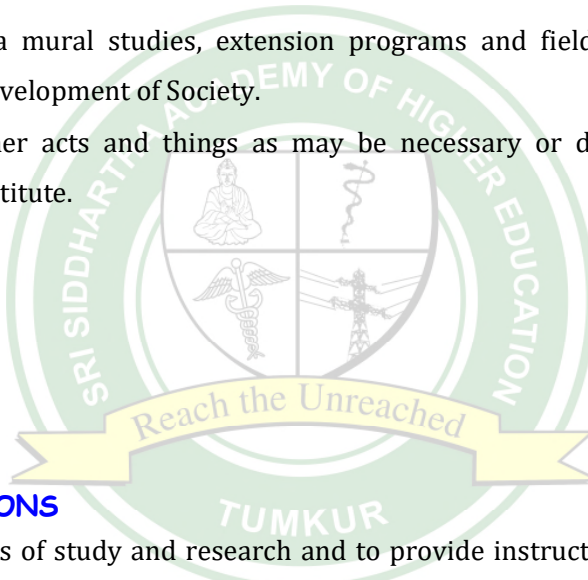 a mural studies, extension programs and field
velopment of Society.
er acts and things as may be necessary or d
titute.
SRI SIDDHARTHA ACADEMY OF HIGHER EDUCATION
Reach the Unreached
TUMKUR
ONS
s of study and research and to provide instruct